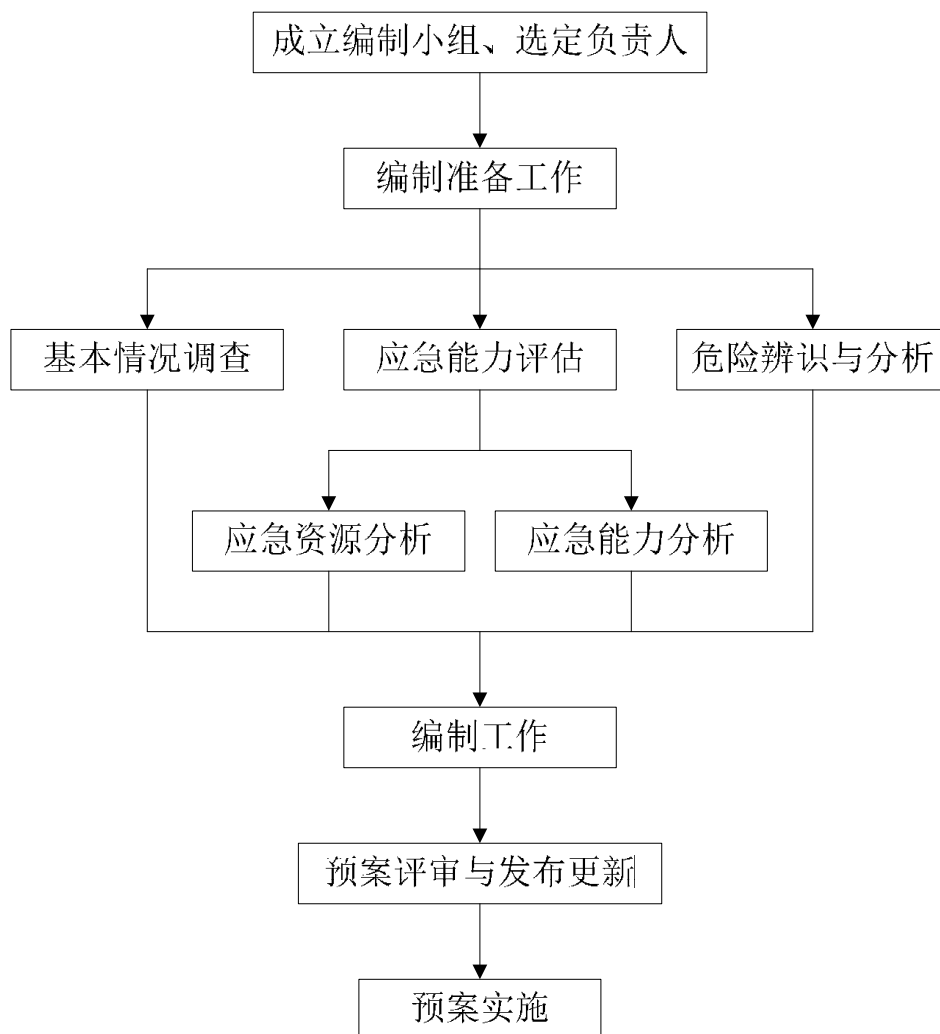 成立编制小组、选定负责人
编制准备工作
基本情况调查
应急能力评估
危险辨识与分析
应急资源分析
应急能力分析
编制工作
预案评审与发布更新
预案实施